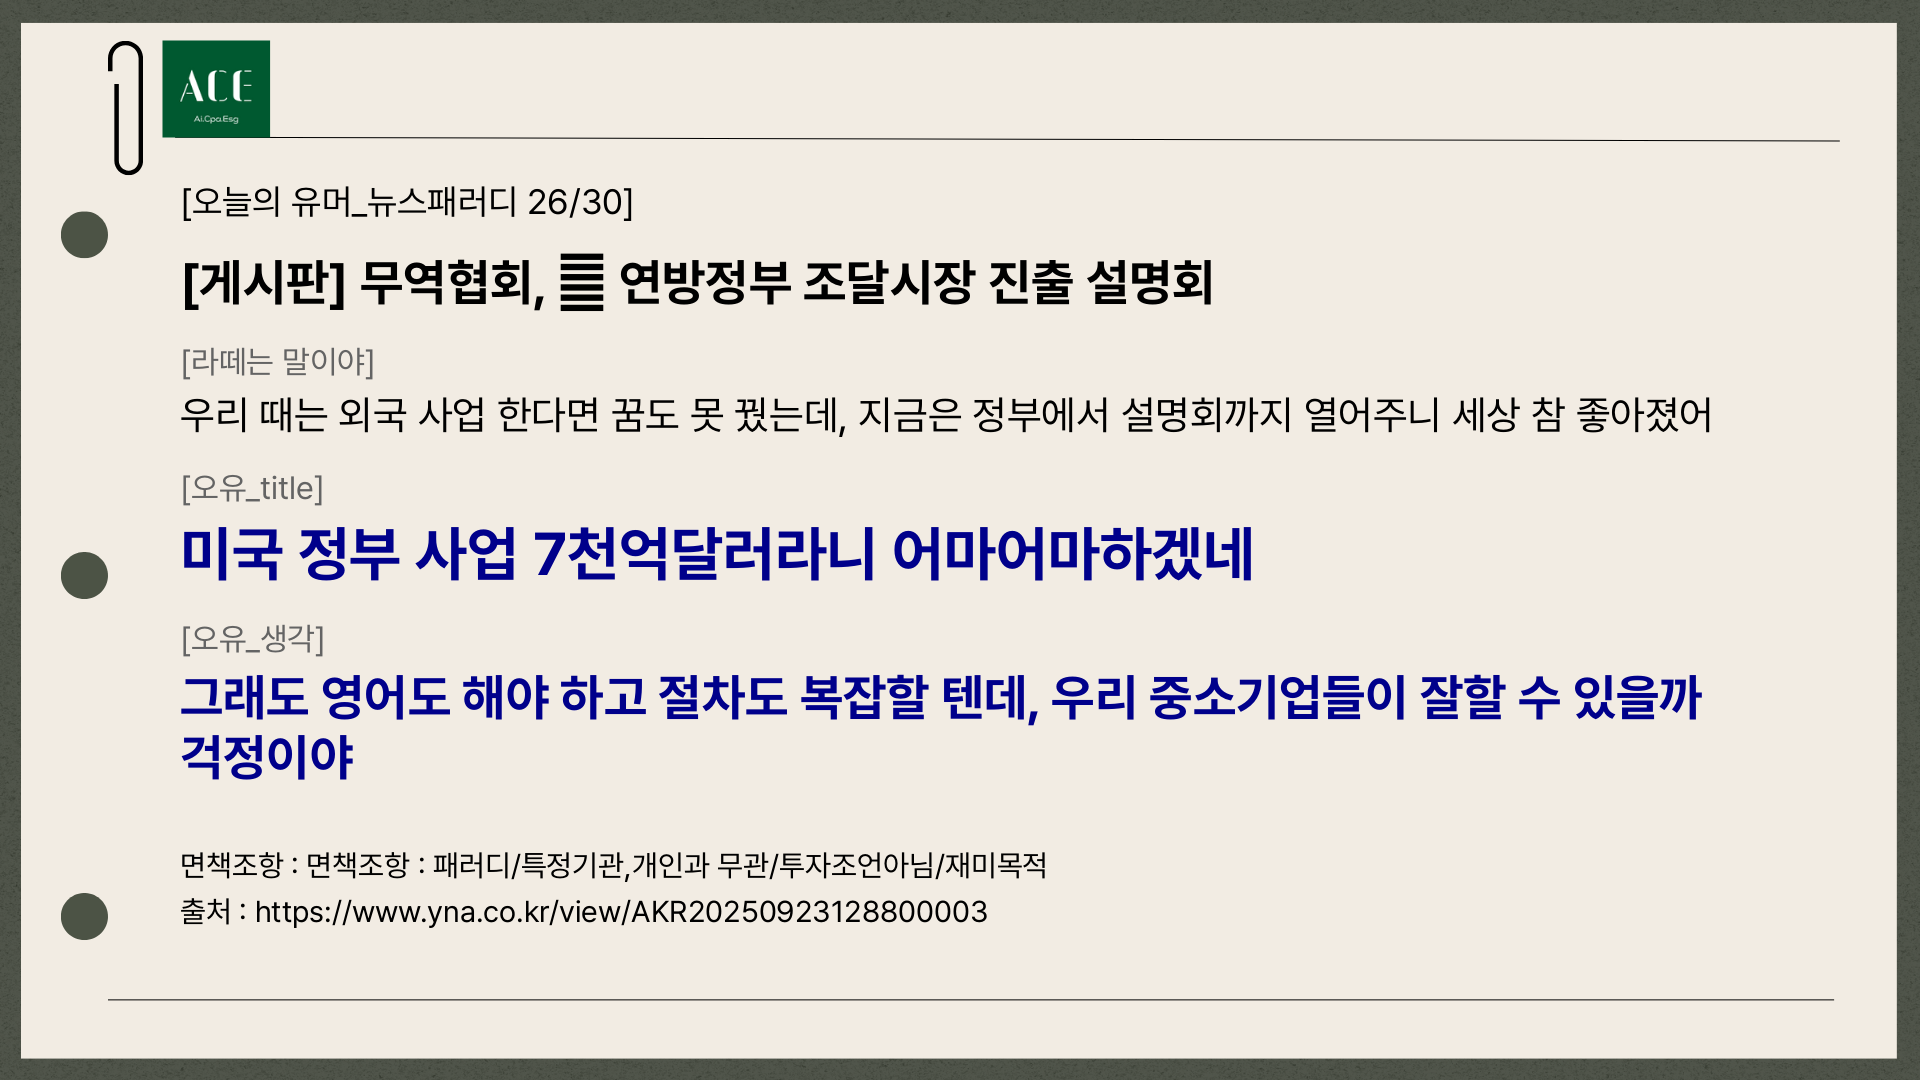 ACE
Ai.Cpa.Esg
[오늘의 유머_뉴스패러디 26/30]
[게시판] 무역협회, 연방정부 조달시장 진출 설명회
[라떼는 말이야]
우리 때는 외국 사업 한다면 꿈도 못 꿨는데, 지금은 정부에서 설명회까지 열어주니 세상 참 좋아졌어
[오유_title]
미국 정부 사업 7천억달러라니 어마어마하겠네
[오유_생각]
그래도 영어도 해야 하고 절차도 복잡할 텐데, 우리 중소기업들이 잘할 수 있을까
걱정이야
면책조항 : 면책조항 : 패러디/특정기관,개인과 무관/투자조언아님/재미목적
출처 : https://www.yna.co.kr/view/AKR20250923128800003